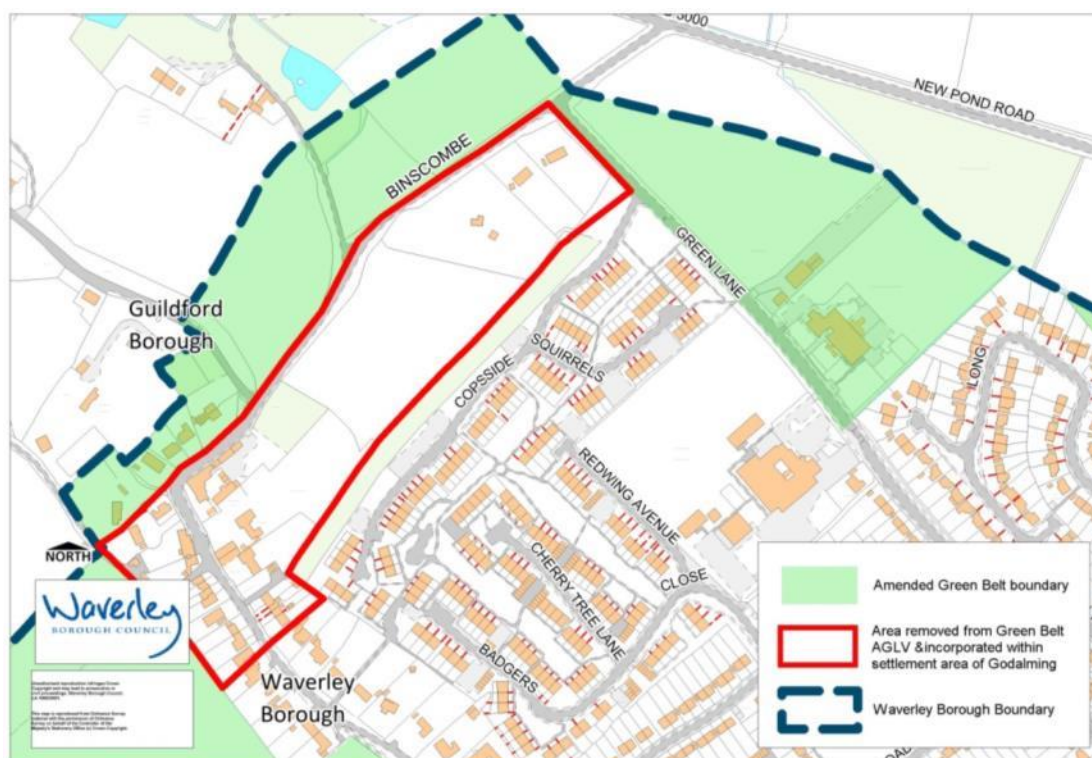 3000
NEW POND ROAD
BINSCOMBE
GREEN LANE
Guildford
Borough
LONG
COPSSIDE
SQUIRRELS
REDWING AVENUE
CLOSE
CHERRY TREE LANE
BADGERS
NORTH
Waverley
BOROUGH COUNCIL
Waverley
Borough
Amended Green Belt boundary
Area removed from Green Belt
AGLV &incorporated within
settlement area of Godalming
Waverley Borough Boundary